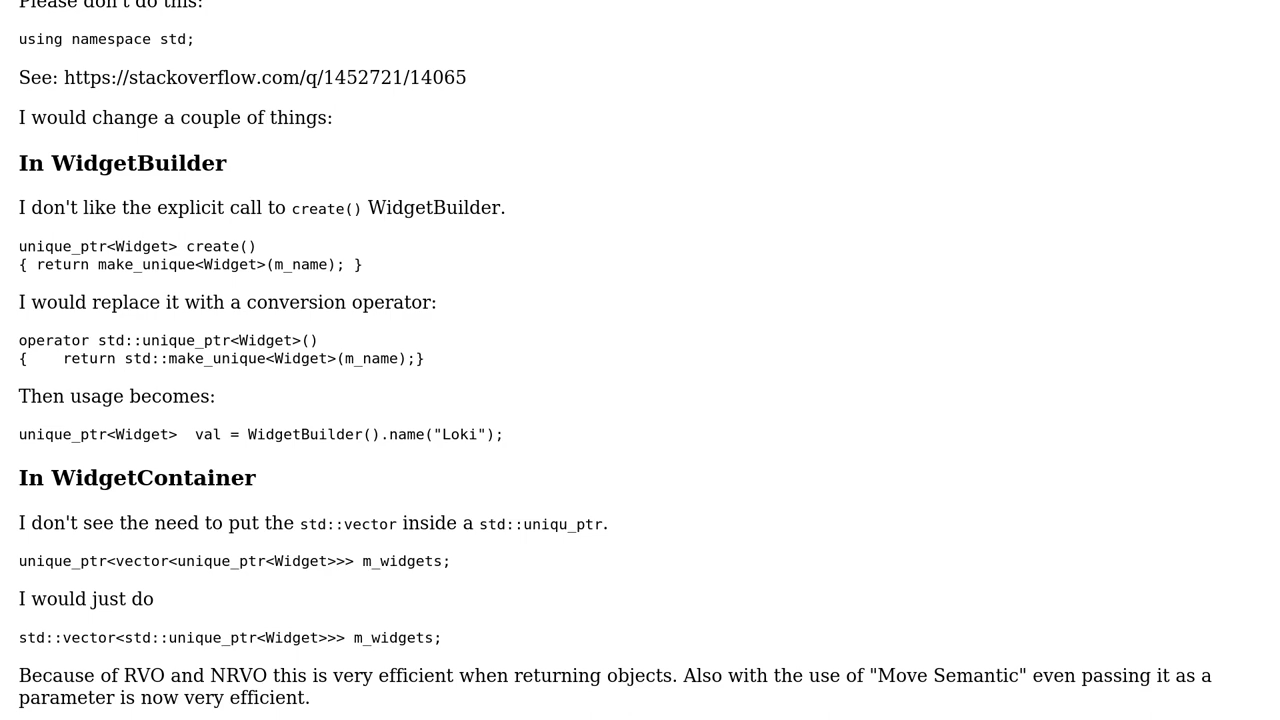 Please don't do this:
using namespace std;
See: https://stackoverflow.com/q/1452721/14065
I would change a couple of things:
In WidgetBuilder
I don't like the explicit call to create() WidgetBuilder.
unique_ptr<Widget> create()
{ return make_unique<Widget>(m_name); }
I would replace it with a conversion operator:
operator std::unique_ptr<Widget>()
{    return std::make_unique<Widget>(m_name);}
Then usage becomes:
unique_ptr<Widget>  val = WidgetBuilder().name("Loki");
In WidgetContainer
I don't see the need to put the std::vector inside a std::uniqu_ptr.
unique_ptr<vector<unique_ptr<Widget>>> m_widgets;
I would just do
std::vector<std::unique_ptr<Widget>>> m_widgets;
Because of RVO and NRVO this is very efficient when returning objects. Also with the use of "Move Semantic" even passing it as a
parameter is now very efficient.